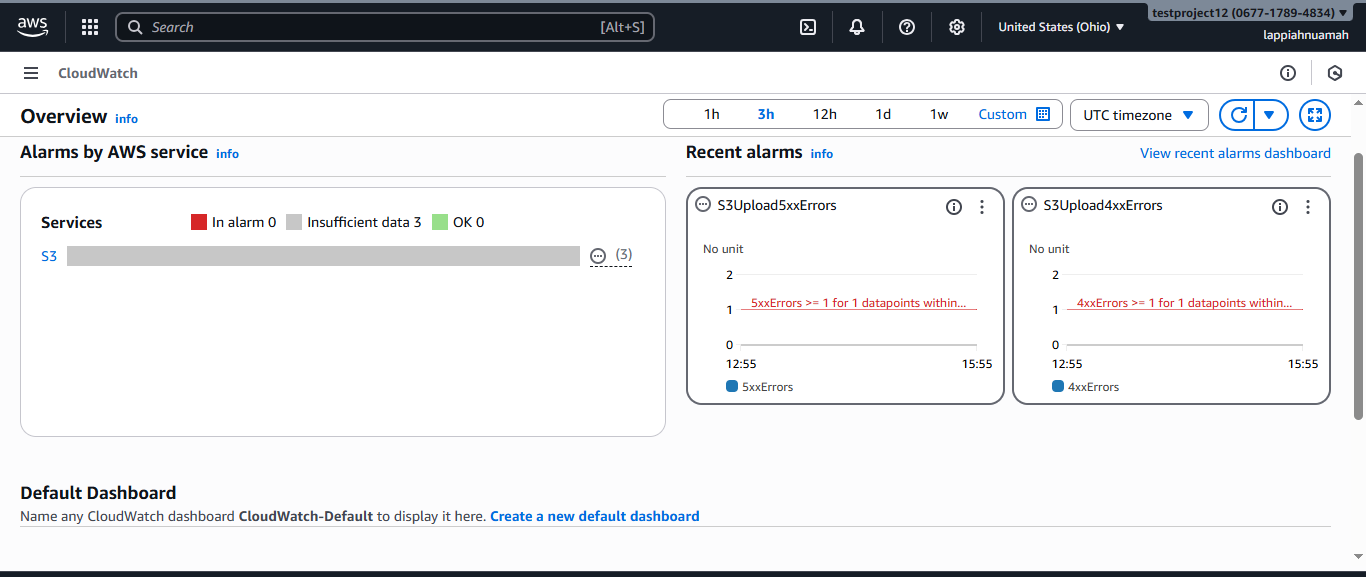 aws
Search [Alt+S]
United States (Ohio)
testproject12 (0677-1789-4834)
lappiahnuamah
CloudWatch
Overview info
1h 3h 12h 1d 1w Custom
UTC timezone
Alarms by AWS service info
Services
In alarm 0 Insufficient data 3 OK 0
S3 (3)
Recent alarms info
View recent alarms dashboard
S3Upload5xxErrors
No unit
2
5xxErrors >= 1 for 1 datapoints within...
1
0
12:55 15:55
5xxErrors
S3Upload4xxErrors
No unit
2
4xxErrors >= 1 for 1 datapoints within...
1
0
12:55 15:55
4xxErrors
Default Dashboard
Name any CloudWatch dashboard CloudWatch-Default to display it here. Create a new default dashboard